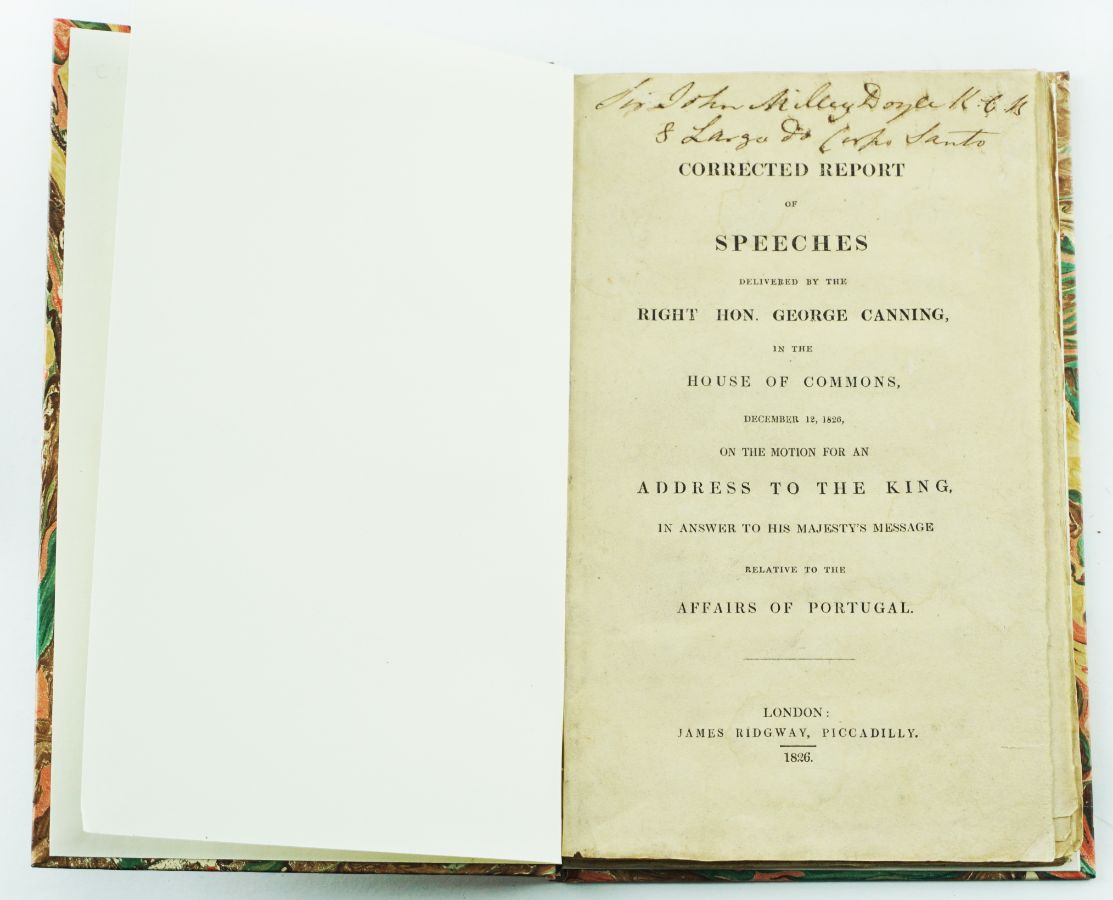 Sir John Milley Doyle K.C.B
8 Largo do Corpo Santo
CORRECTED REPORT
OF
SPEECHES
DELIVERED BY THE
RIGHT HON. GEORGE CANNING,
IN THE
HOUSE OF COMMONS,
DECEMBER 12, 1826,
ON THE MOTION FOR AN
ADDRESS TO THE KING,
IN ANSWER TO HIS MAJESTY'S MESSAGE
RELATIVE TO THE
AFFAIRS OF PORTUGAL.
LONDON:
JAMES RIDGWAY, PICCADILLY.
1826.